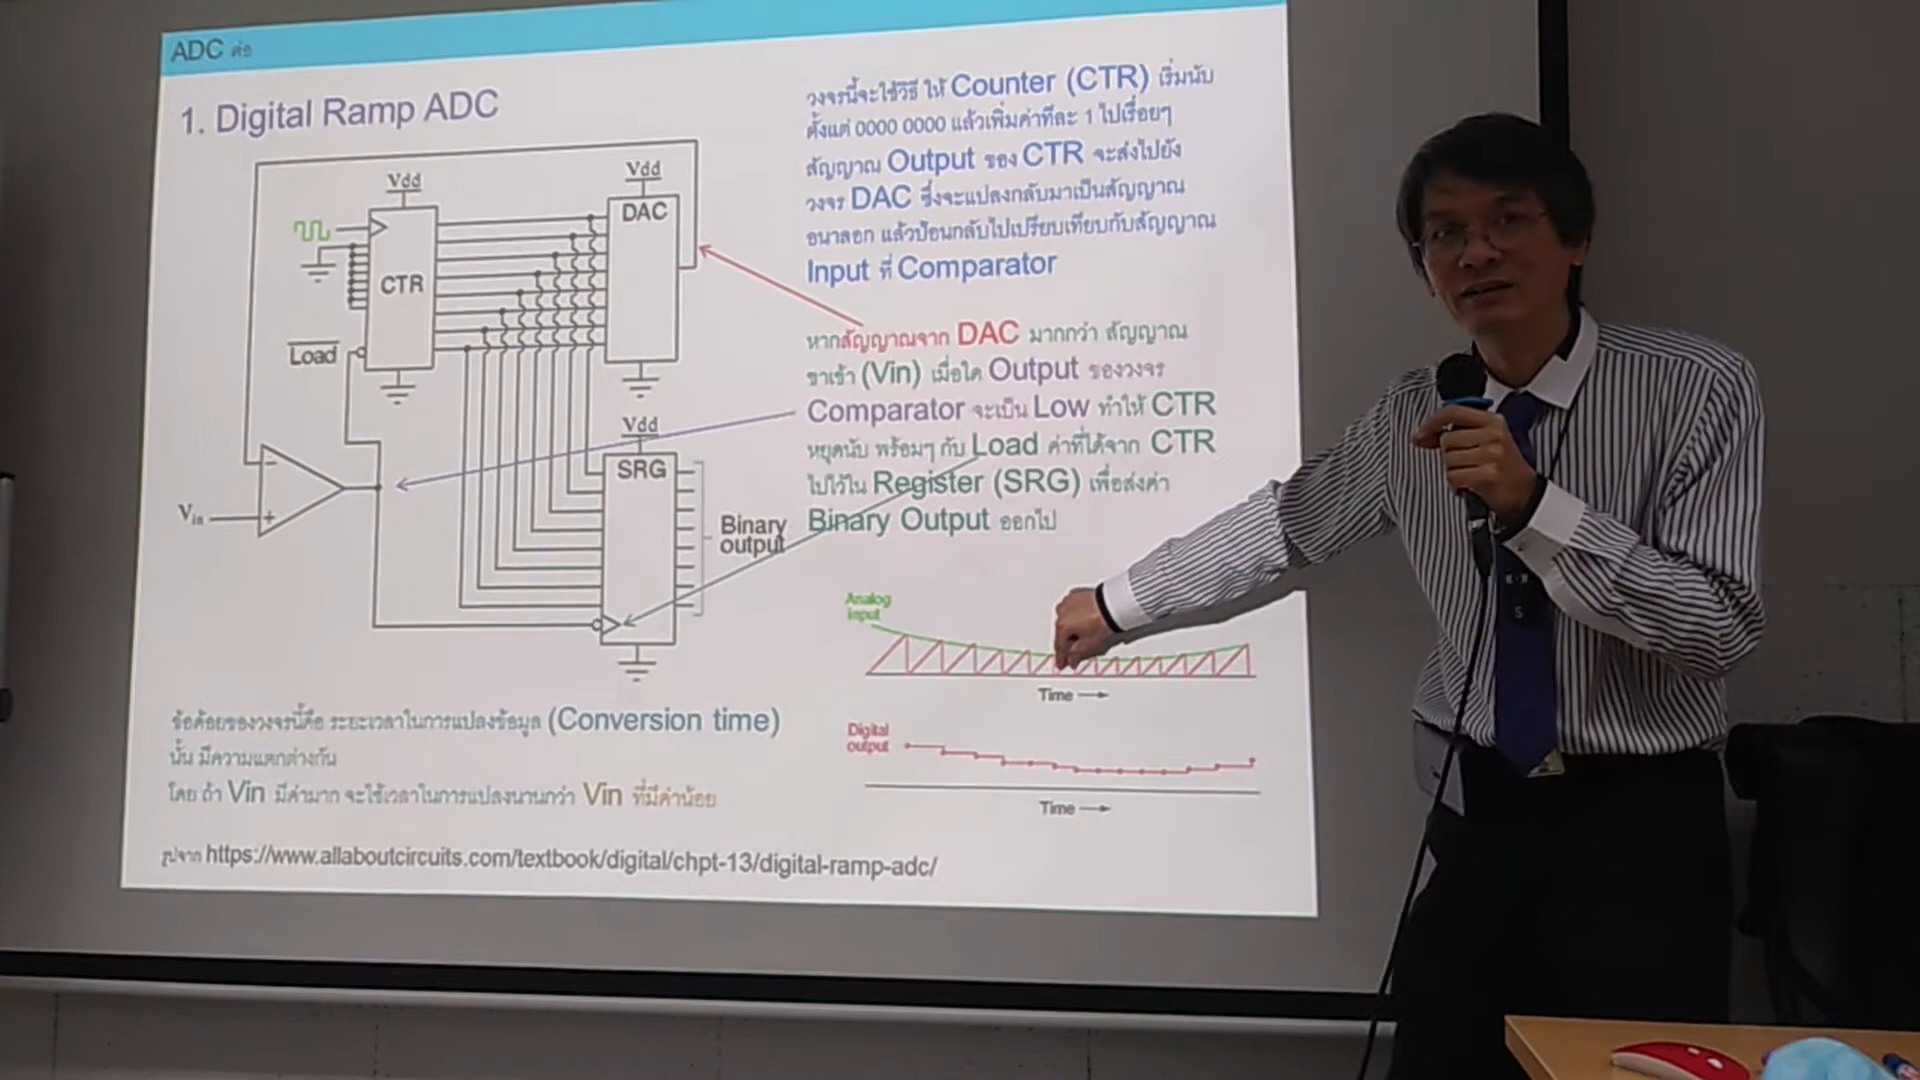 ADC ต่อ
1. Digital Ramp ADC
Vdd
Vdd
DAC
CTR
Load
Vdd
SRG
Vin
Binary
output
วงจรนี้จะใช้วิธี ให้ Counter (CTR) เริ่มนับ
ตั้งแต่ 0000 0000 แล้วเพิ่มค่าทีละ 1 ไปเรื่อยๆ
สัญญาณ Output ของ CTR จะส่งไปยัง
วงจร DAC ซึ่งจะแปลงกลับมาเป็นสัญญาณ
อนาลอก แล้วป้อนกลับไปเปรียบเทียบกับสัญญาณ
Input ที่ Comparator
หากสัญญาณจาก DAC มากกว่า สัญญาณ
ขาเข้า (Vin) เมื่อใด Output ของวงจร
Comparator จะเป็น Low ทำให้ CTR
หยุดนับ พร้อมๆ กับ Load ค่าที่ได้จาก CTR
ไปไว้ใน Register (SRG) เพื่อส่งค่า
Binary Output ออกไป
Analog
input
Time
Digital
output
Time
ข้อด้อยของวงจรนี้คือ ระยะเวลาในการแปลงข้อมูล (Conversion time)
นั้น มีความแตกต่างกัน
โดย ถ้า Vin มีค่ามาก จะใช้เวลาในการแปลงนานกว่า Vin ที่มีค่าน้อย
รูปจาก https://www.allaboutcircuits.com/textbook/digital/chpt-13/digital-ramp-adc/
S